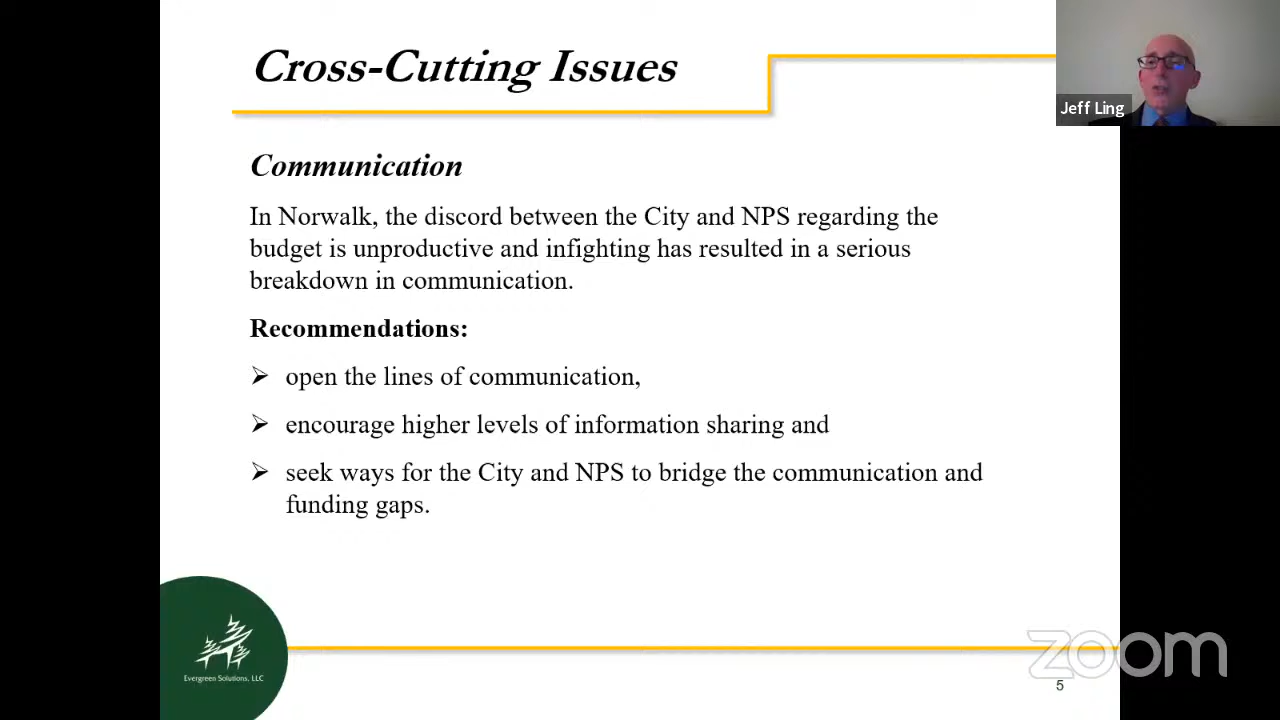 Cross-Cutting Issues
Jeff Ling
Communication
In Norwalk, the discord between the City and NPS regarding the
budget is unproductive and infighting has resulted in a serious
breakdown in communication.
Recommendations:
➢ open the lines of communication,
➢ encourage higher levels of information sharing and
➢ seek ways for the City and NPS to bridge the communication and
funding gaps.
Evergreen Solutions, LLC
zoom
5